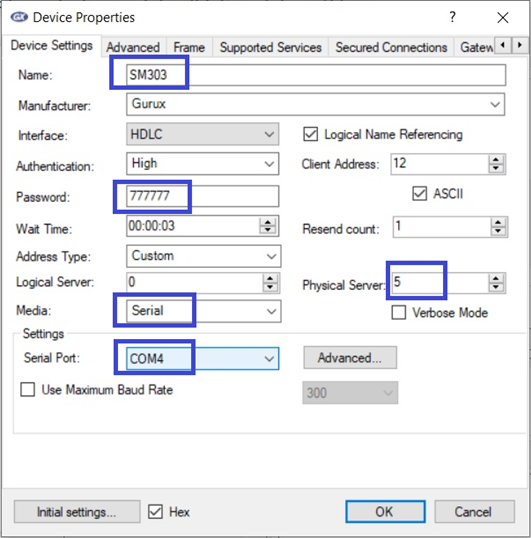 GX Device Properties ?
Device Settings Advanced Frame Supported Services Secured Connections Gatew
Name: SM303
Manufacturer: Gurux
Interface: HDLC Logical Name Referencing
Authentication: High Client Address: 12
Password: 777777 ASCII
Wait Time: 00:00:03 Resend count: 1
Address Type: Custom
Logical Server: 0 Physical Server: 5
Media: Serial Verbose Mode
Settings
Serial Port: COM4 Advanced...
Use Maximum Baud Rate 300
Initial settings... Hex OK Cancel